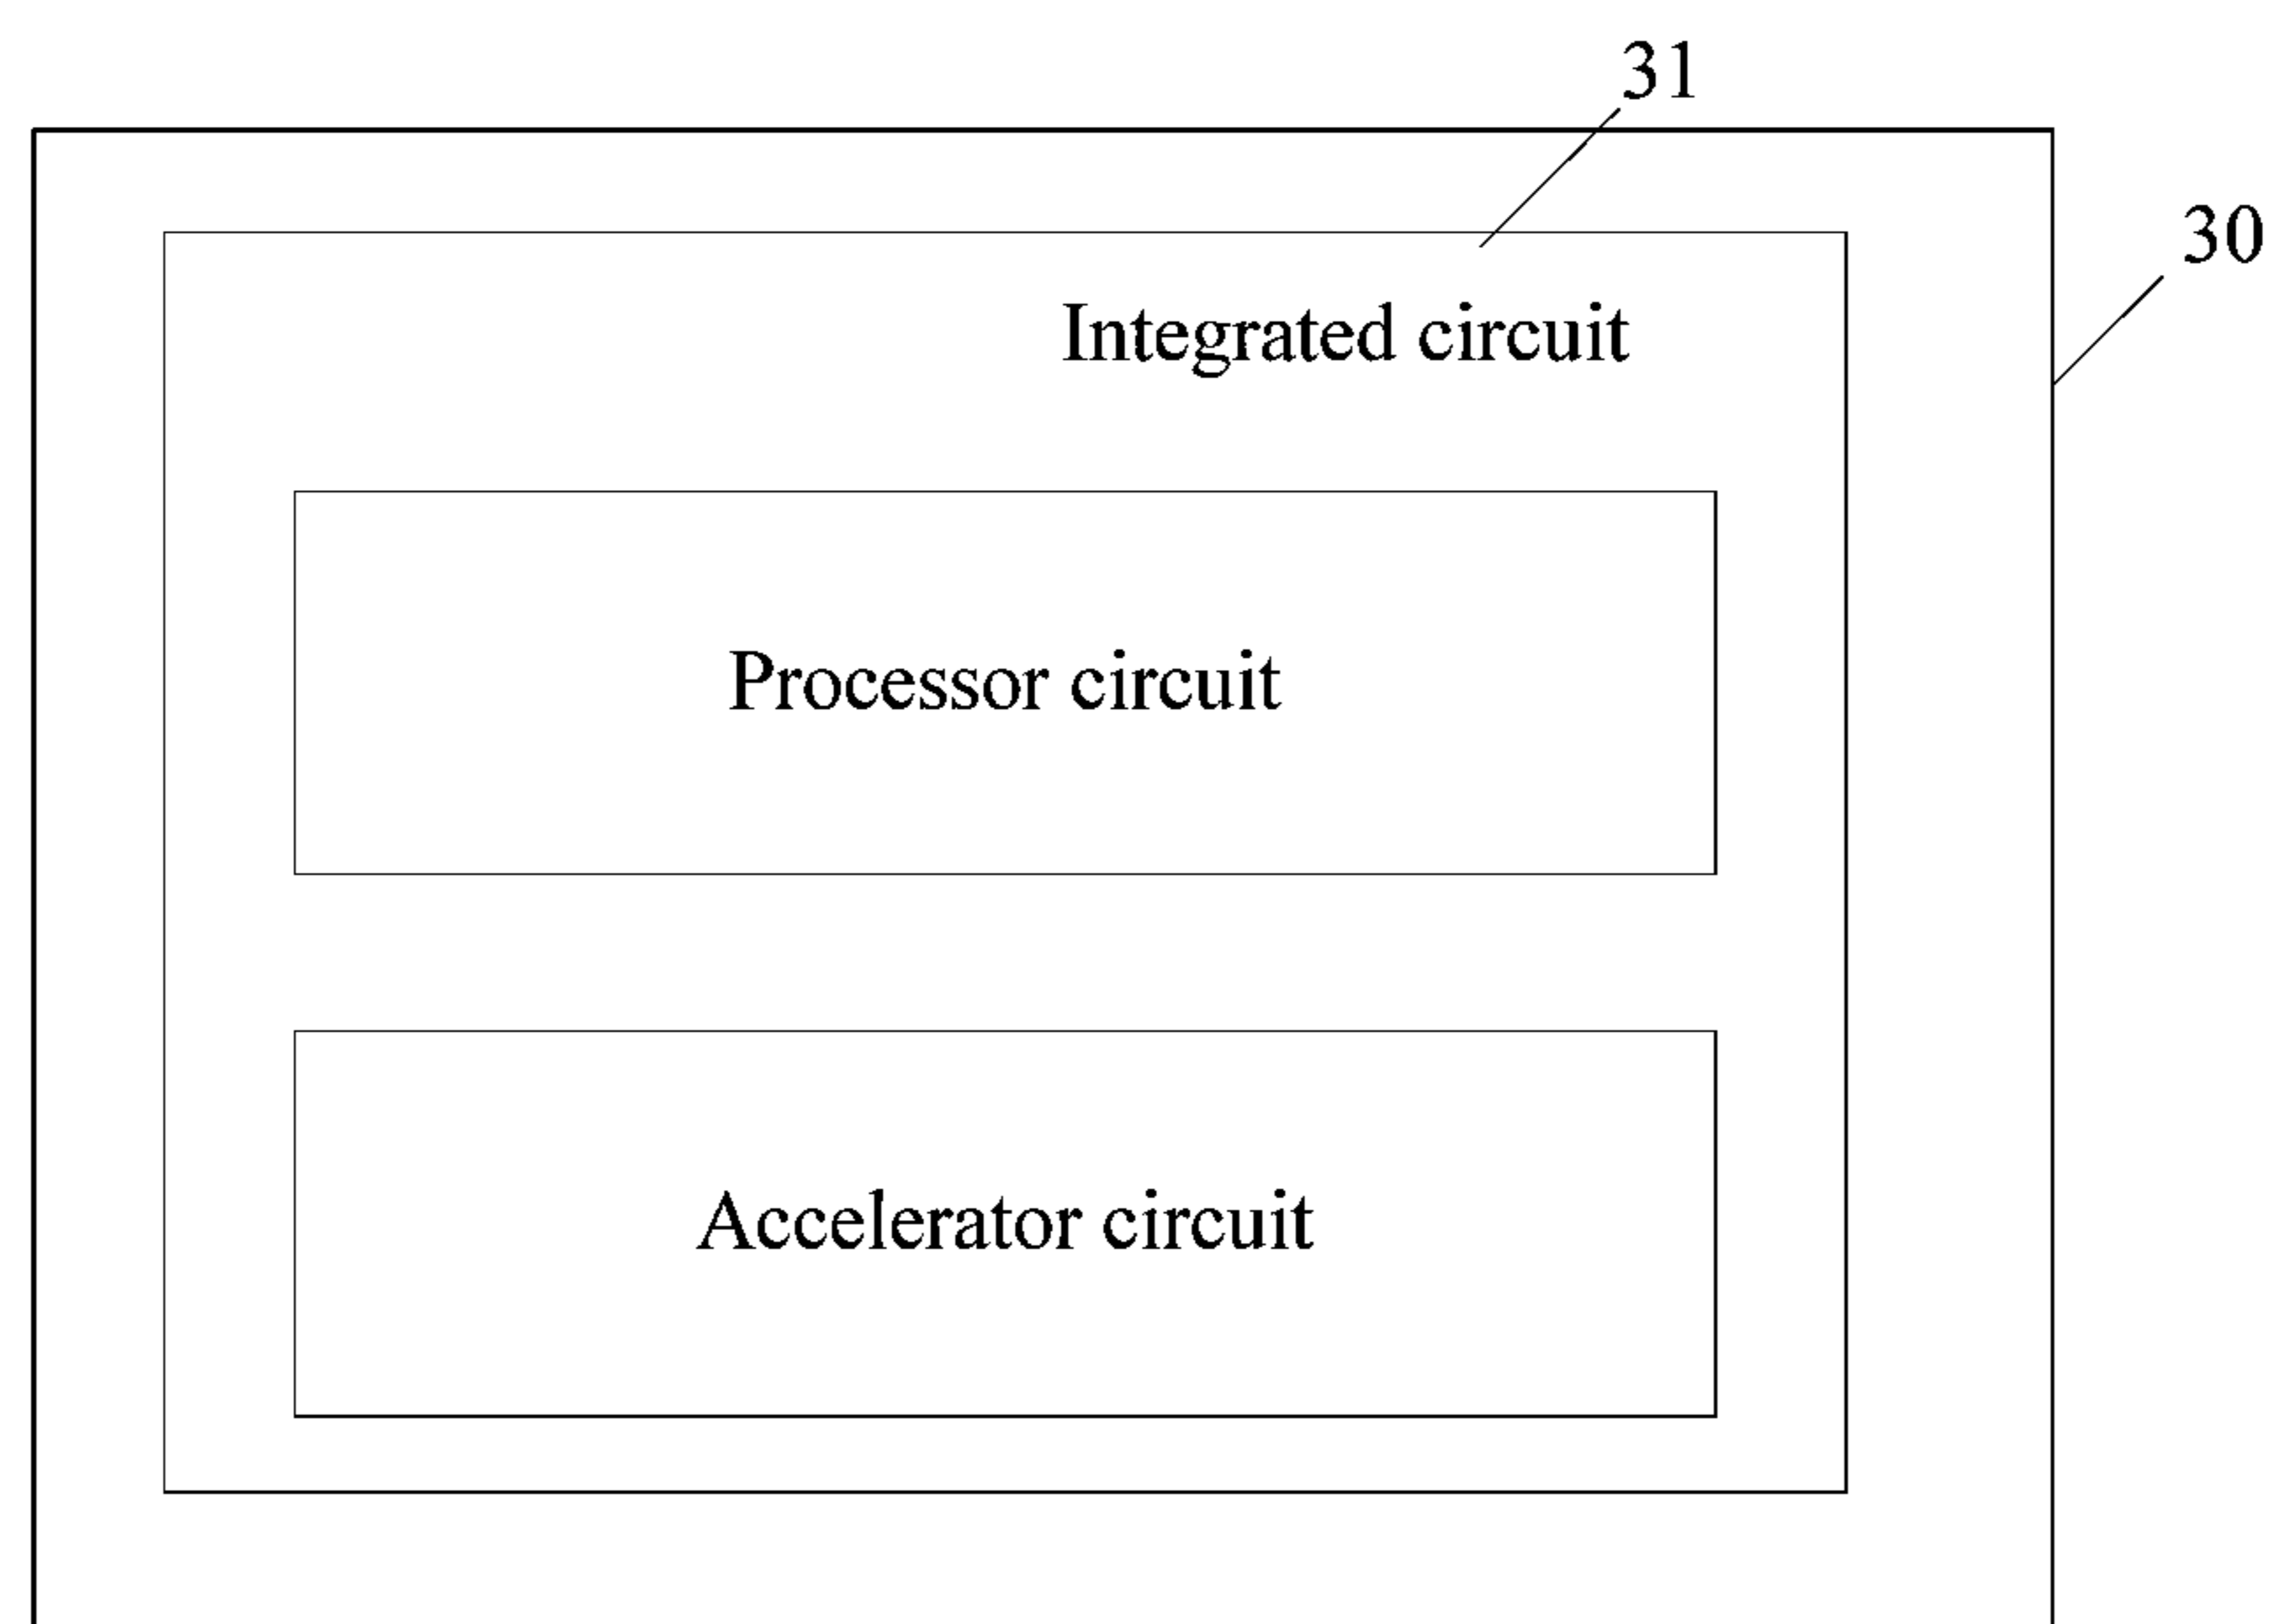 31
30
Integrated circuit
Processor circuit
Accelerator circuit